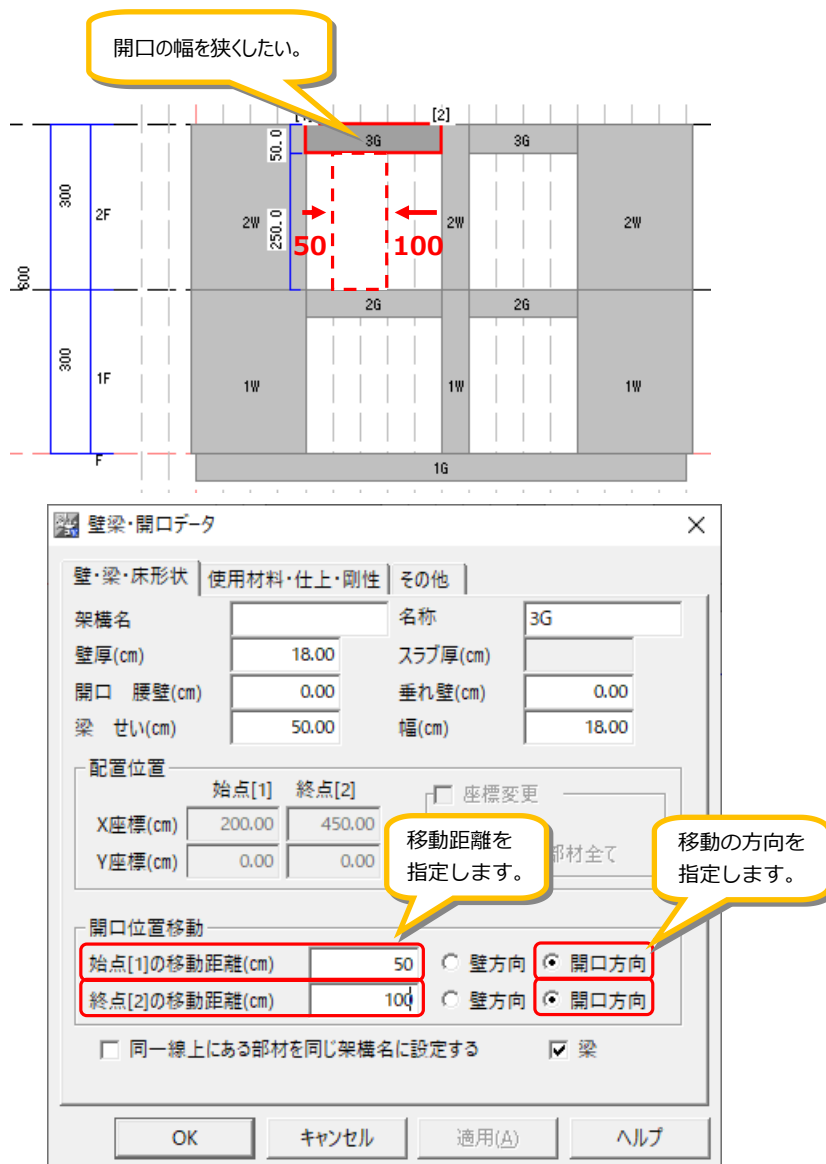 開口の幅を狭くしたい。
[2]
50.0
3G
3G
300
2F
2W
250.0
50
100
2W
2W
600
2G
2G
300
1F
1W
1W
1W
F
1G
壁梁・開口データ
壁・梁・床形状 使用材料・仕上・剛性 その他
架構名 名称 3G
壁厚(cm) 18.00 スラブ厚(cm)
開口 腰壁(cm) 0.00 垂れ壁(cm) 0.00
梁 せい(cm) 50.00 幅(cm) 18.00
配置位置
始点[1] 終点[2] 座標変更
X座標(cm) 200.00 450.00
Y座標(cm) 0.00 0.00 部材全て
移動距離を
指定します。
移動の方向を
指定します。
開口位置移動
始点[1]の移動距離(cm) 50 壁方向 開口方向
終点[2]の移動距離(cm) 100 壁方向 開口方向
同一線上にある部材を同じ架構名に設定する 梁
OK キャンセル 適用(A) ヘルプ